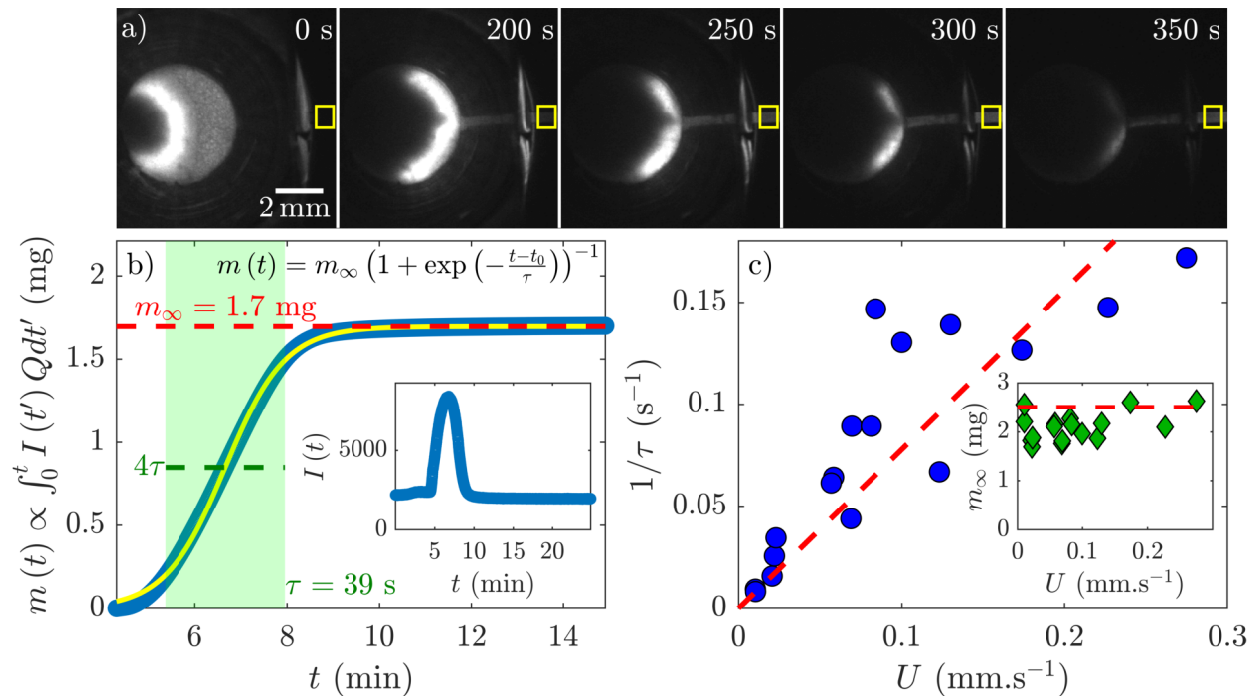 a)
0 s
200 s
250 s
300 s
350 s
2 mm
b)
m (t) = m∞ (1 + exp (−(t−t0)/τ))⁻¹
m∞ = 1.7 mg
4τ
τ = 39 s
m (t) ∝ ∫₀ᵗ I (t′) Qdt′ (mg)
2
1.5
1
0.5
0
6
8
10
12
14
t (min)
I (t)
5000
0
5
10
20
t (min)
c)
1/τ (s⁻¹)
0.15
0.1
0.05
0
0
0.1
0.2
0.3
U (mm.s⁻¹)
m∞ (mg)
3
2
1
0
0
0.1
0.2
U (mm.s⁻¹)